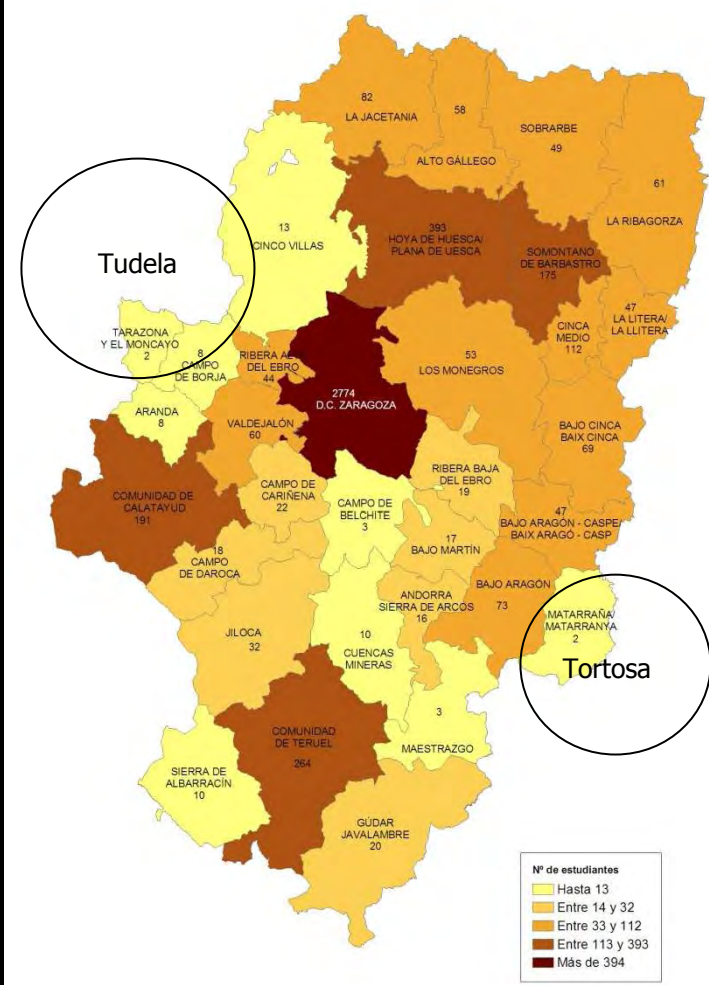 82
LA JACETANIA
58
ALTO GÁLLEGO
SOBRARBE
49
61
LA RIBAGORZA
13
CINCO VILLAS
393
HOYA DE HUESCA/
PLANA DE UESCA
SOMONTANO
DE BARBASTRO
175
Tudela
TARAZONA
Y EL MONCAYO
2
8
CAMPO
DE BORJA
RIBERA ALTA
DEL EBRO
44
2774
D.C. ZARAGOZA
53
LOS MONEGROS
CINCA
MEDIO
112
47
LA LITERA/
LA LLITERA
ARANDA
8
VALDEJALÓN
60
BAJO CINCA
BAIX CINCA
69
COMUNIDAD DE
CALATAYUD
191
CAMPO DE
CARIÑENA
22
CAMPO DE
BELCHITE
3
RIBERA BAJA
DEL EBRO
19
47
BAJO ARAGÓN - CASPE/
BAIX ARAGÓ - CASP
18
CAMPO
DE DAROCA
17
BAJO MARTÍN
JILOCA
32
10
CUENCAS
MINERAS
ANDORRA
SIERRA DE ARCOS
16
BAJO ARAGÓN
73
MATARRAÑA/
MATARRANYA
2
Tortosa
COMUNIDAD
DE TERUEL
264
3
MAESTRAZGO
SIERRA DE
ALBARRACÍN
10
GÚDAR
JAVALAMBRE
20
Nº de estudiantes
Hasta 13
Entre 14 y 32
Entre 33 y 112
Entre 113 y 393
Más de 394